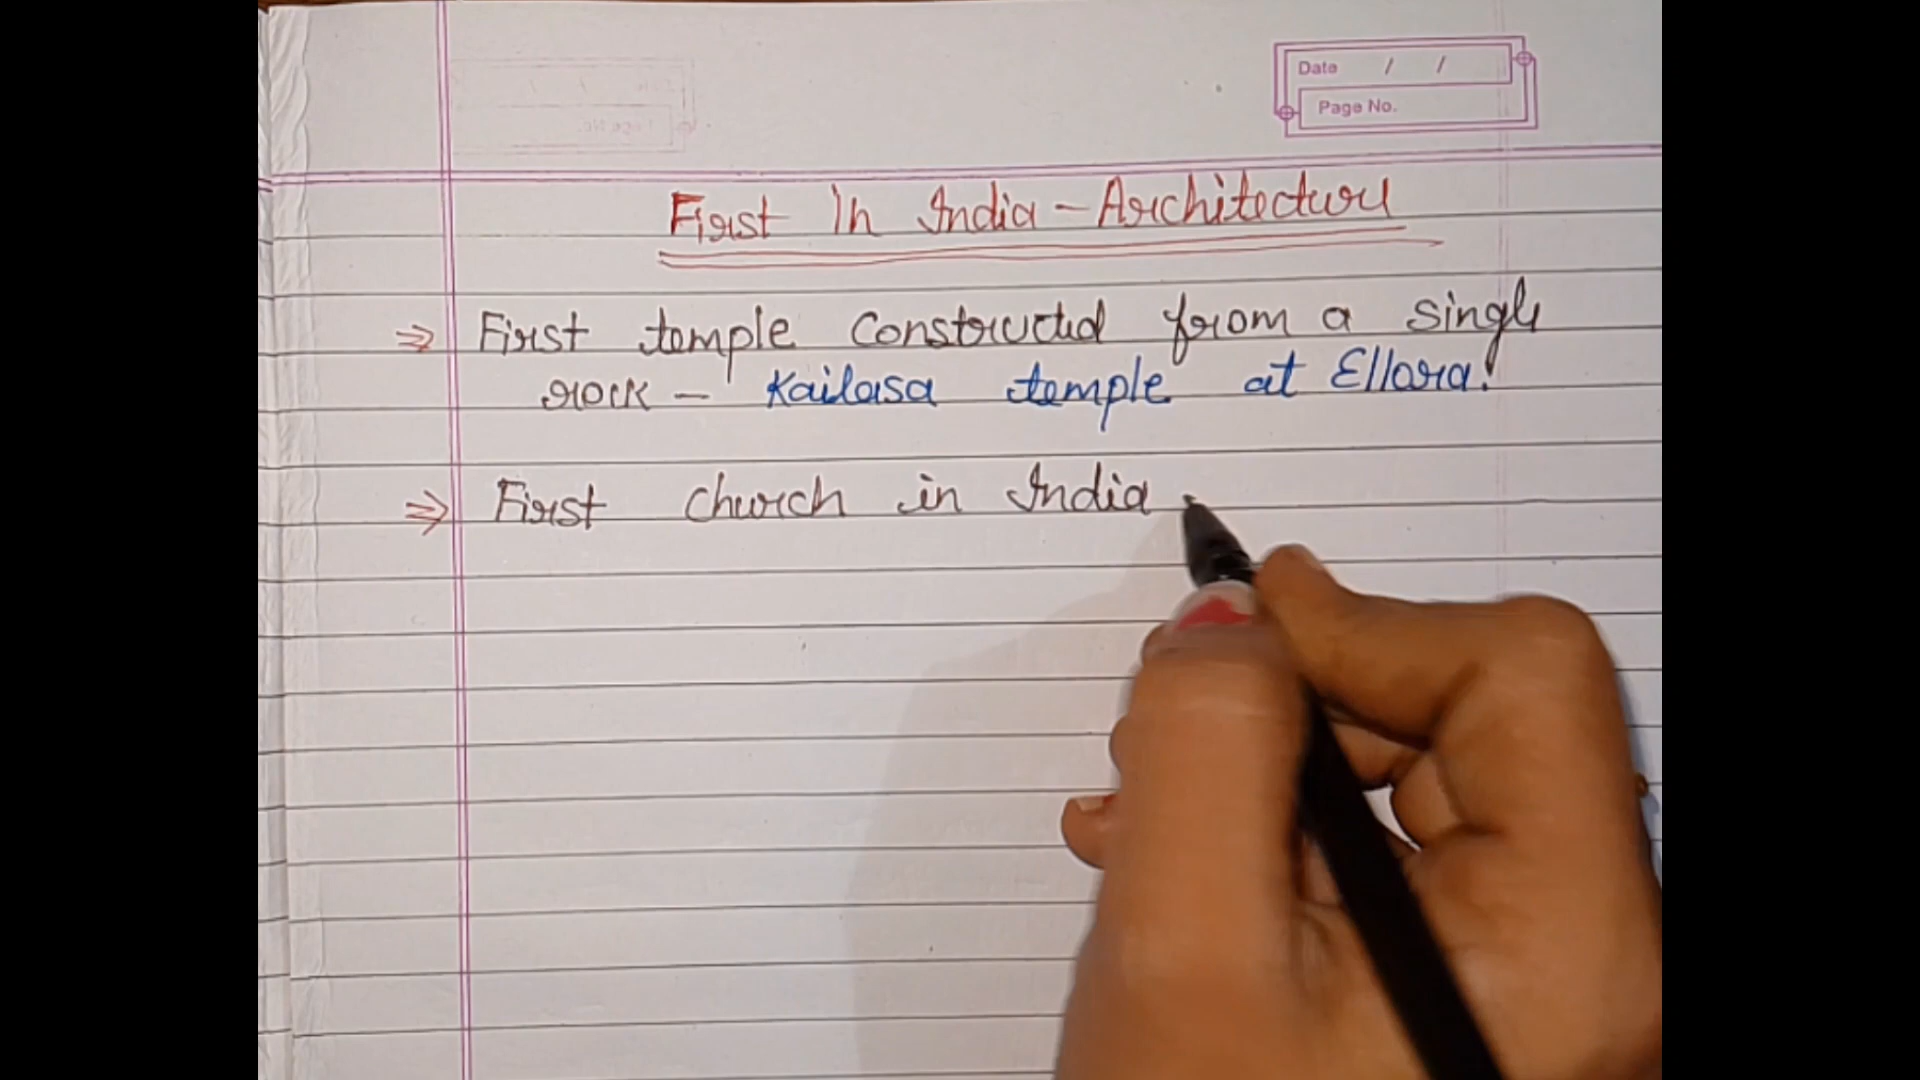 Date / /
Page No.
First In India - Architecture
⇒ First temple constructed from a single
rock - Kailasa temple at Ellora.
⇒ First church in India